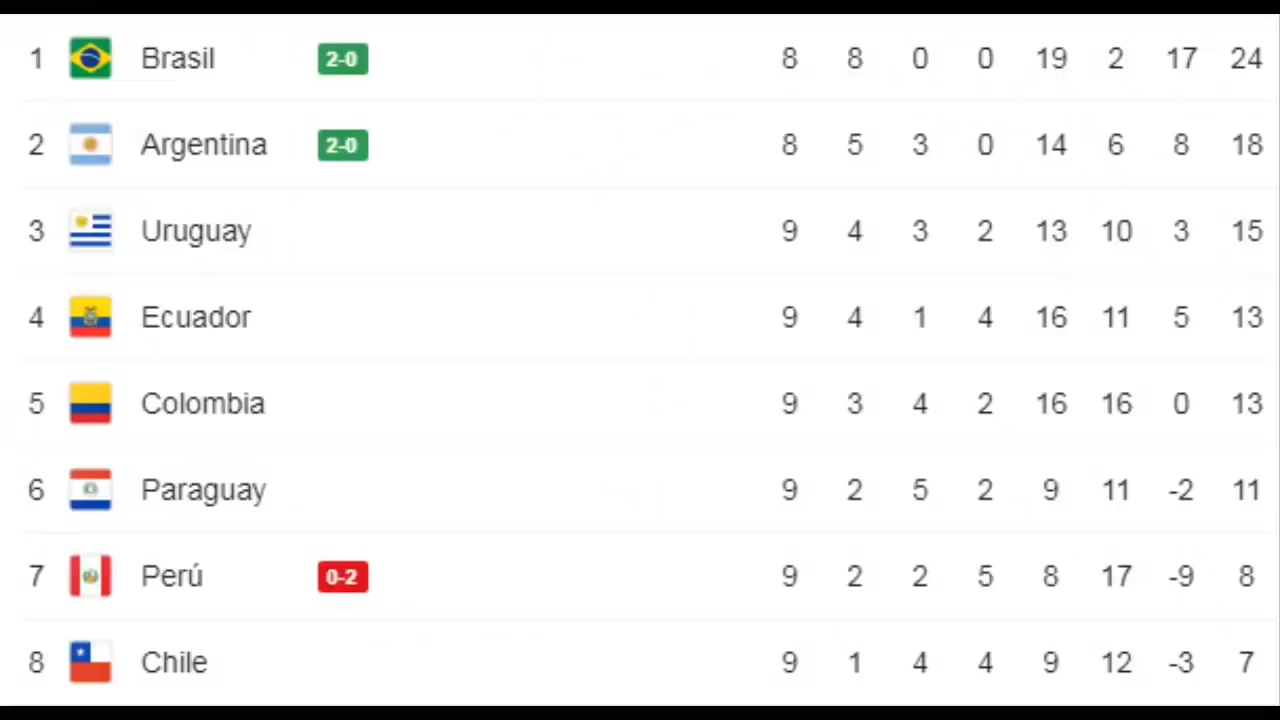 1 Brasil 2-0 8 8 0 0 19 2 17 24
2 Argentina 2-0 8 5 3 0 14 6 8 18
3 Uruguay 9 4 3 2 13 10 3 15
4 Ecuador 9 4 1 4 16 11 5 13
5 Colombia 9 3 4 2 16 16 0 13
6 Paraguay 9 2 5 2 9 11 -2 11
7 Perú 0-2 9 2 2 5 8 17 -9 8
8 Chile 9 1 4 4 9 12 -3 7